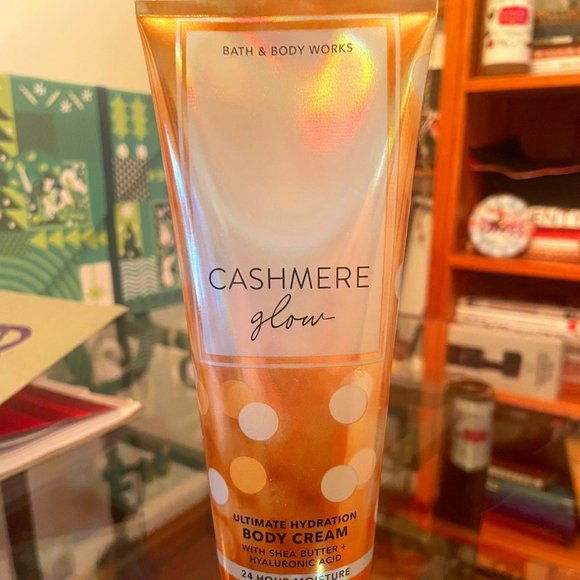 BATH & BODY WORKS
CASHMERE
glow
ULTIMATE HYDRATION
BODY CREAM
WITH SHEA BUTTER +
HYALURONIC ACID
24 HOUR MOISTURE